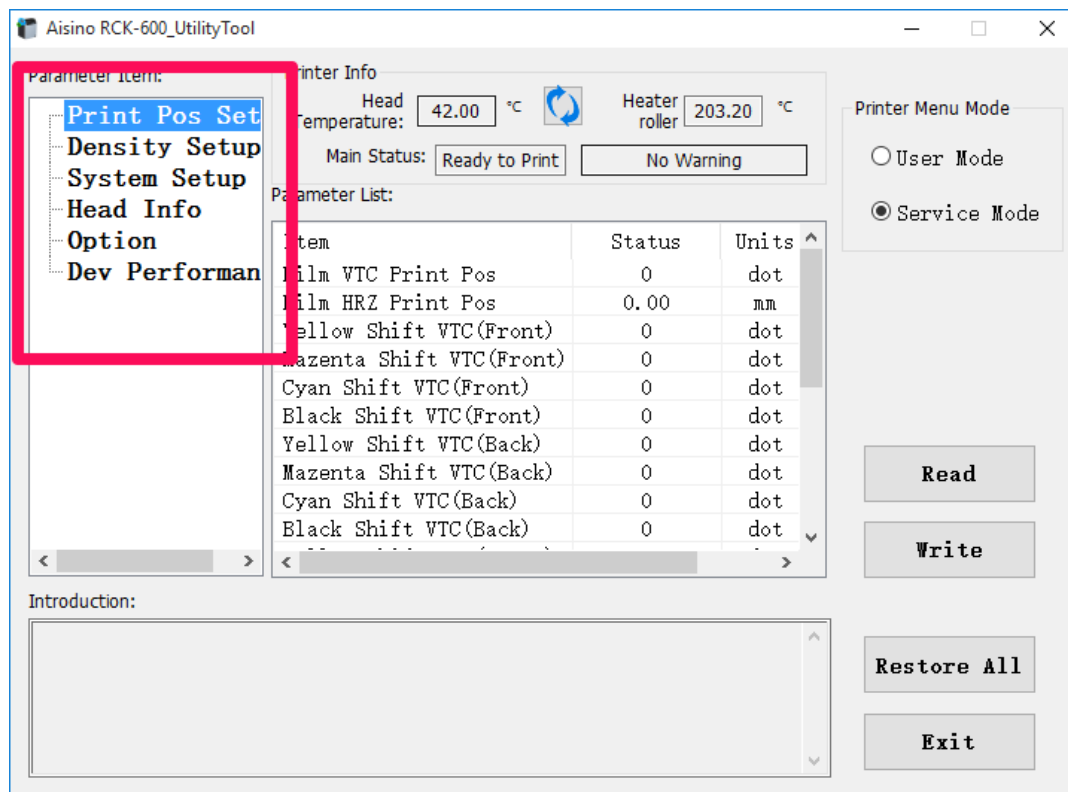 Aisino RCK-600_UtilityTool
Parameter Item:
Print Pos Set
Density Setup
System Setup
Head Info
Option
Dev Performan
Printer Info
Head Temperature: 42.00 ℃
Heater roller 203.20 ℃
Main Status: Ready to Print No Warning
Parameter List:
Item Status Units
Film VTC Print Pos 0 dot
Film HRZ Print Pos 0.00 mm
Yellow Shift VTC(Front) 0 dot
Mazenta Shift VTC(Front) 0 dot
Cyan Shift VTC(Front) 0 dot
Black Shift VTC(Front) 0 dot
Yellow Shift VTC(Back) 0 dot
Mazenta Shift VTC(Back) 0 dot
Cyan Shift VTC(Back) 0 dot
Black Shift VTC(Back) 0 dot
Printer Menu Mode
User Mode
Service Mode
Read
Write
Restore All
Exit
Introduction: